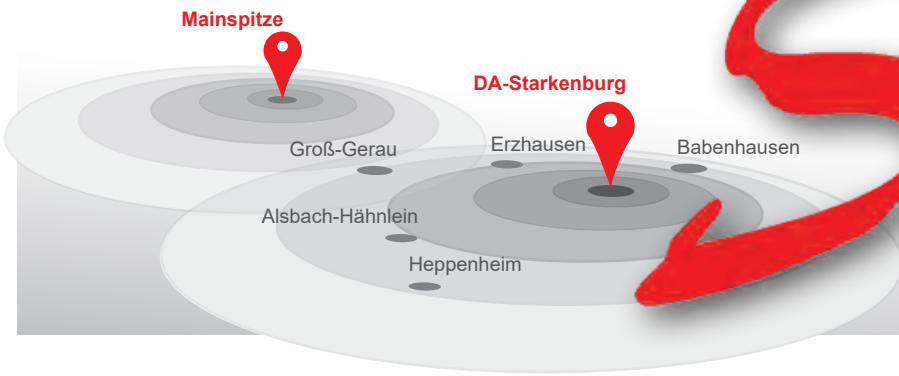 Mainspitze
DA-Starkenburg
Groß-Gerau
Erzhausen
Babenhausen
Alsbach-Hähnlein
Heppenheim